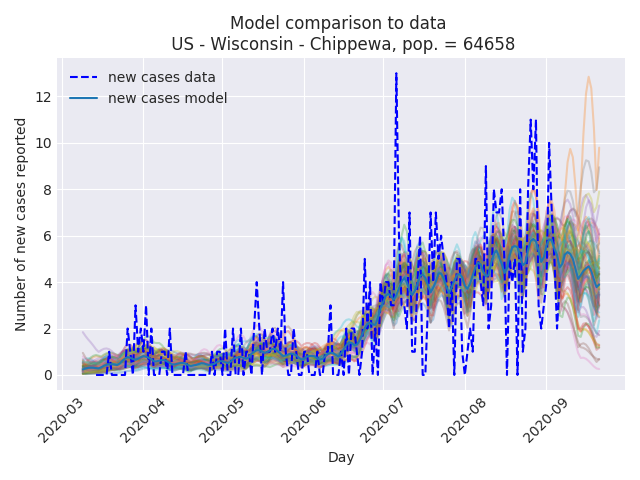 Model comparison to data
US - Wisconsin - Chippewa, pop. = 64658
new cases data
new cases model
Number of new cases reported
12
10
8
6
4
2
0
2020-03
2020-04
2020-05
2020-06
2020-07
2020-08
2020-09
Day